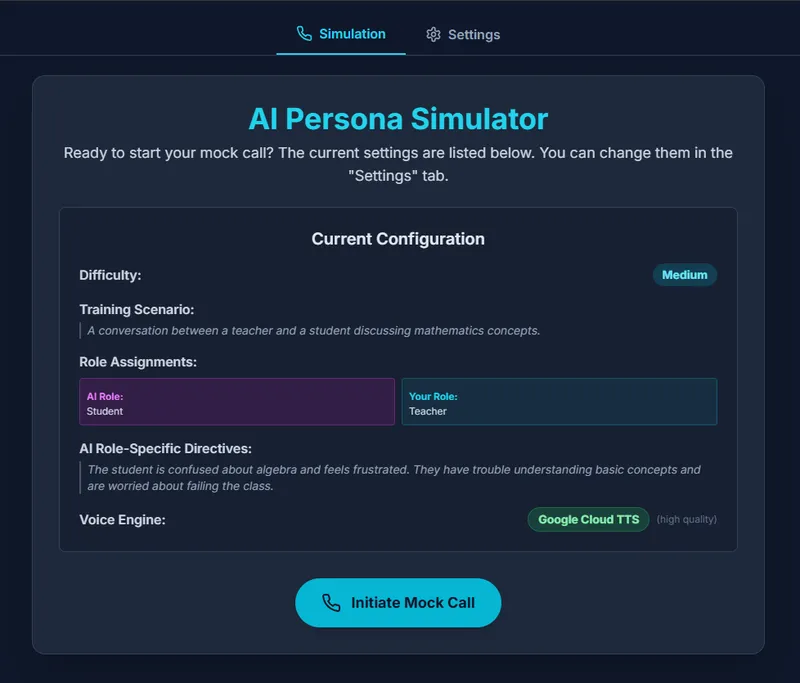 Simulation
Settings
AI Persona Simulator
Ready to start your mock call? The current settings are listed below. You can change them in the
"Settings" tab.
Current Configuration
Difficulty:
Medium
Training Scenario:
A conversation between a teacher and a student discussing mathematics concepts.
Role Assignments:
AI Role:
Student
Your Role:
Teacher
AI Role-Specific Directives:
The student is confused about algebra and feels frustrated. They have trouble understanding basic concepts and
are worried about failing the class.
Voice Engine:
Google Cloud TTS
(high quality)
Initiate Mock Call